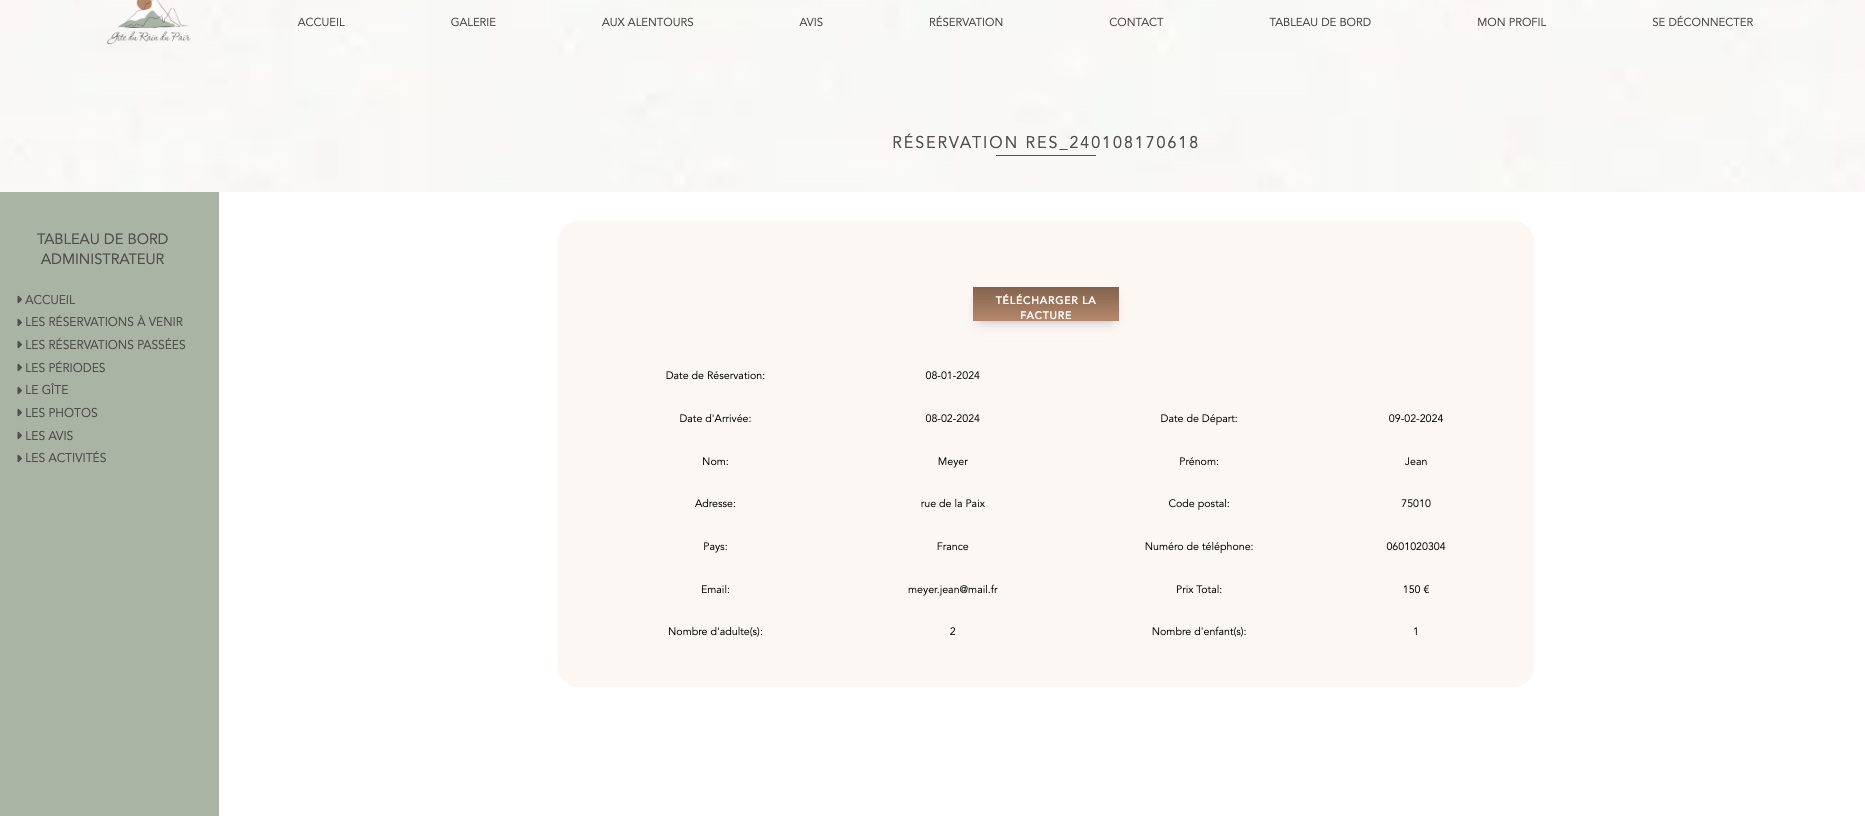 Gîte du Rain du Pair
ACCUEIL GALERIE AUX ALENTOURS AVIS RÉSERVATION CONTACT TABLEAU DE BORD MON PROFIL SE DÉCONNECTER
RÉSERVATION RES_240108170618
TABLEAU DE BORD
ADMINISTRATEUR
ACCUEIL
LES RÉSERVATIONS À VENIR
LES RÉSERVATIONS PASSÉES
LES PÉRIODES
LE GÎTE
LES PHOTOS
LES AVIS
LES ACTIVITÉS
TÉLÉCHARGER LA
FACTURE
Date de Réservation: 08-01-2024
Date d'Arrivée: 08-02-2024 Date de Départ: 09-02-2024
Nom: Meyer Prénom: Jean
Adresse: rue de la Paix Code postal: 75010
Pays: France Numéro de téléphone: 0601020304
Email: meyer.jean@mail.fr Prix Total: 150 €
Nombre d'adulte(s): 2 Nombre d'enfant(s): 1